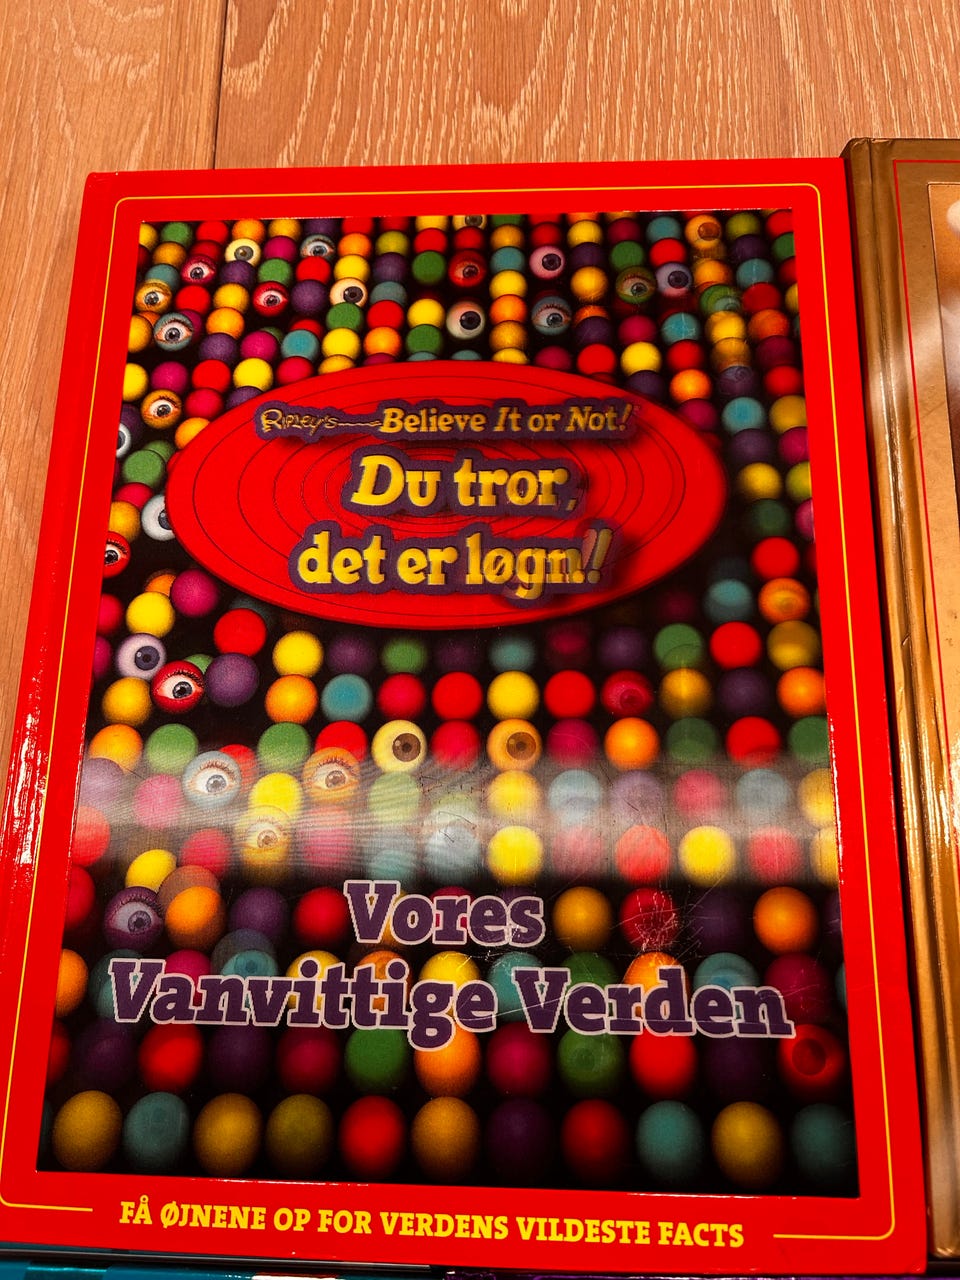 RIPLEY'S Believe It or Not!
Du tror,
det er løgn!!
Vores
Vanvittige Verden
FÅ ØJNENE OP FOR VERDENS VILDESTE FACTS